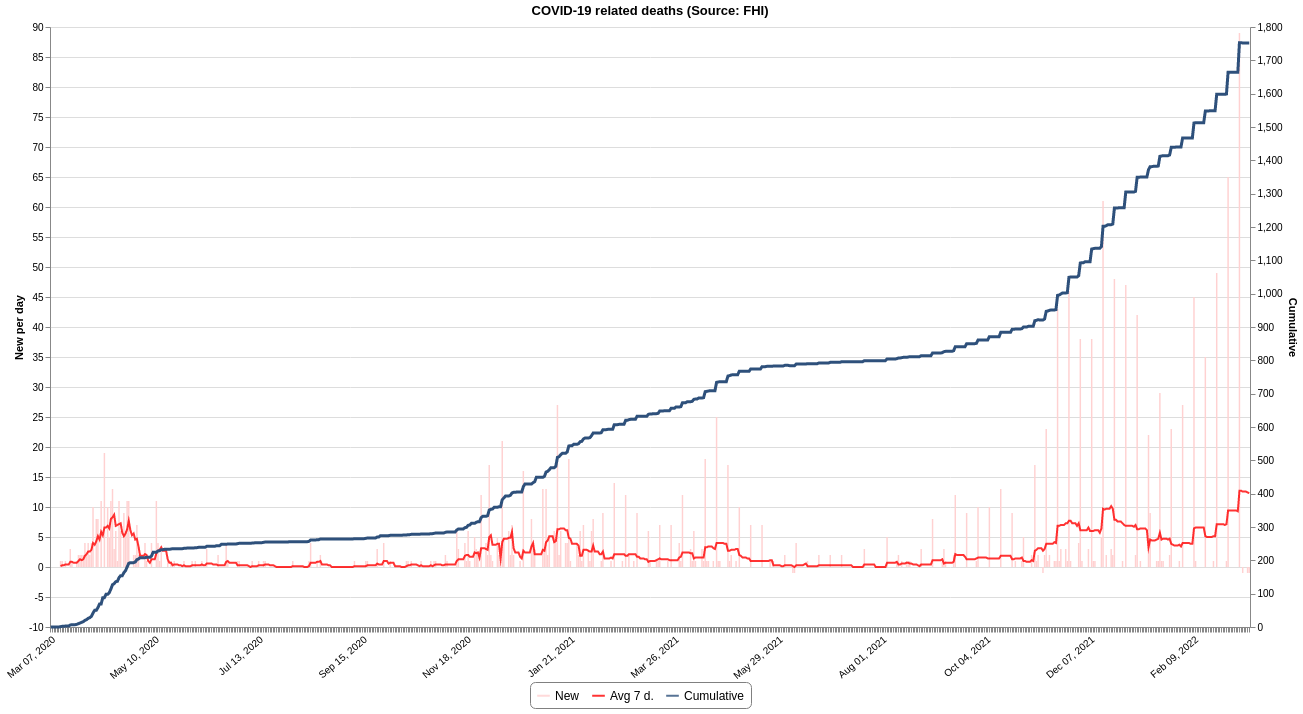 COVID-19 related deaths (Source: FHI)
90
85
80
75
70
65
60
55
50
45
40
35
30
25
20
15
10
5
0
-5
-10
New per day
1,800
1,700
1,600
1,500
1,400
1,300
1,200
1,100
1,000
900
800
700
600
500
400
300
200
100
0
Cumulative
Mar 07, 2020
May 10, 2020
Jul 13, 2020
Sep 15, 2020
Nov 18, 2020
Jan 21, 2021
Mar 26, 2021
May 29, 2021
Aug 01, 2021
Oct 04, 2021
Dec 07, 2021
Feb 09, 2022
New Avg 7 d. Cumulative